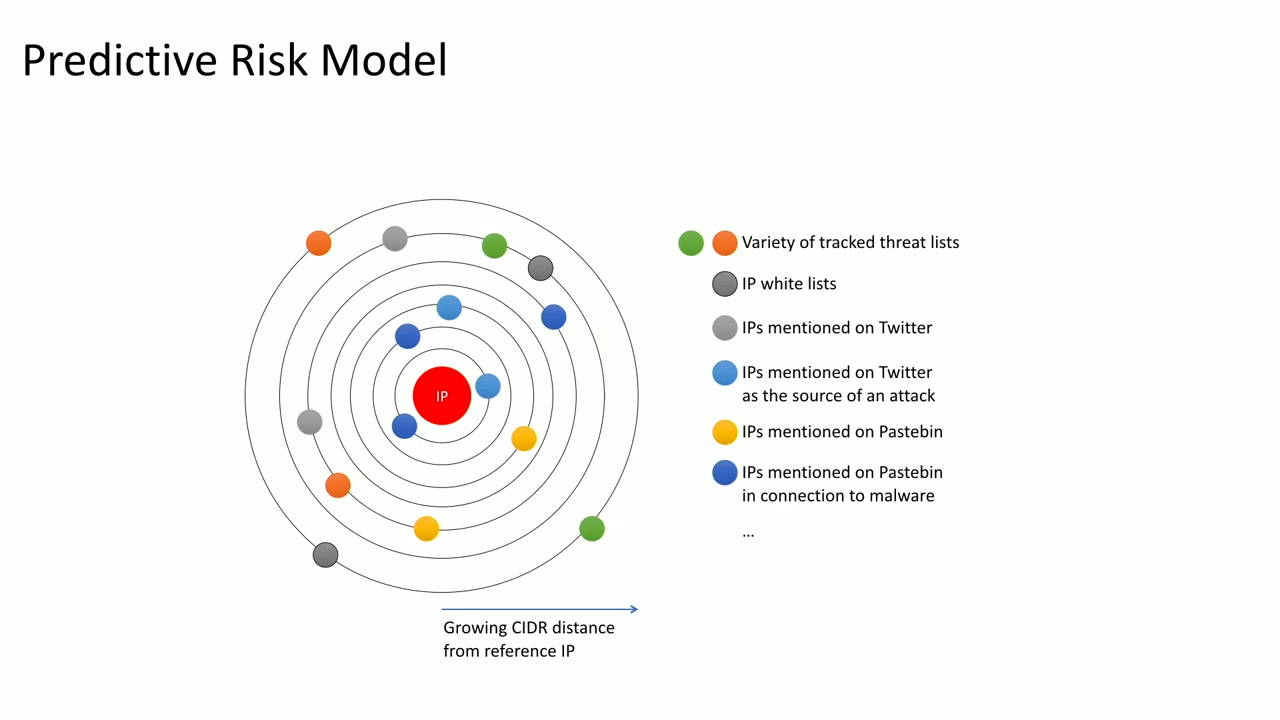 Predictive Risk Model
IP
Variety of tracked threat lists
IP white lists
IPs mentioned on Twitter
IPs mentioned on Twitter
as the source of an attack
IPs mentioned on Pastebin
IPs mentioned on Pastebin
in connection to malware
...
Growing CIDR distance
from reference IP